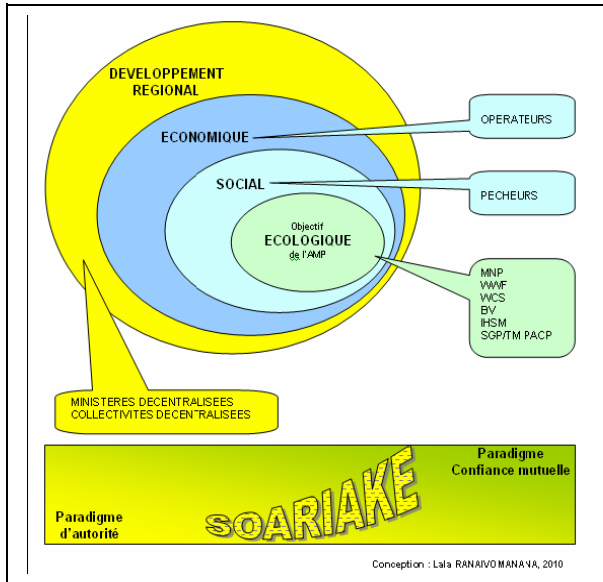 DEVELOPPEMENT
REGIONAL
ECONOMIQUE
OPERATEURS
SOCIAL
PECHEURS
Objectif
ECOLOGIQUE
de l'AMP
MNP
WWF
WCS
BV
IHSM
SGP/TM PACP
MINISTERES DECENTRALISEES
COLLECTIVITES DECENTRALISEES
Paradigme
Confiance mutuelle
SOARIAKE
Paradigme
d'autorité
Conception : Lala RANAIVOMANANA, 2010